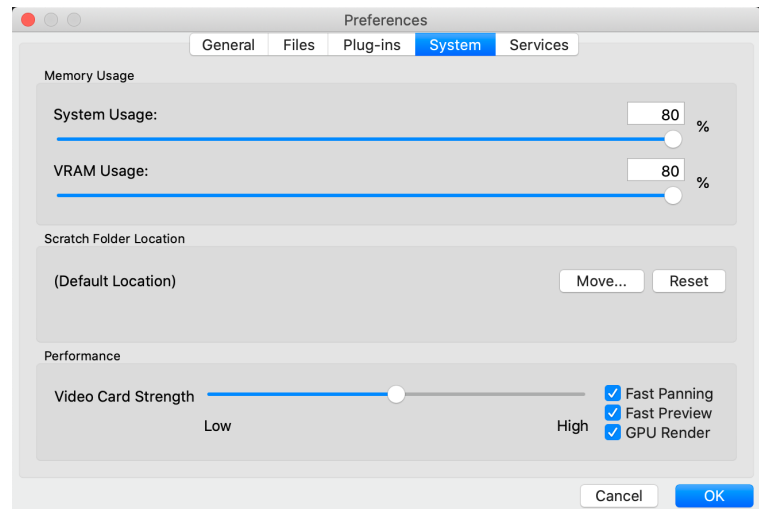 Preferences
General Files Plug-ins System Services
Memory Usage
System Usage: 80 %
VRAM Usage: 80 %
Scratch Folder Location
(Default Location) Move... Reset
Performance
Video Card Strength Fast Panning
Fast Preview
Low High GPU Render
Cancel OK